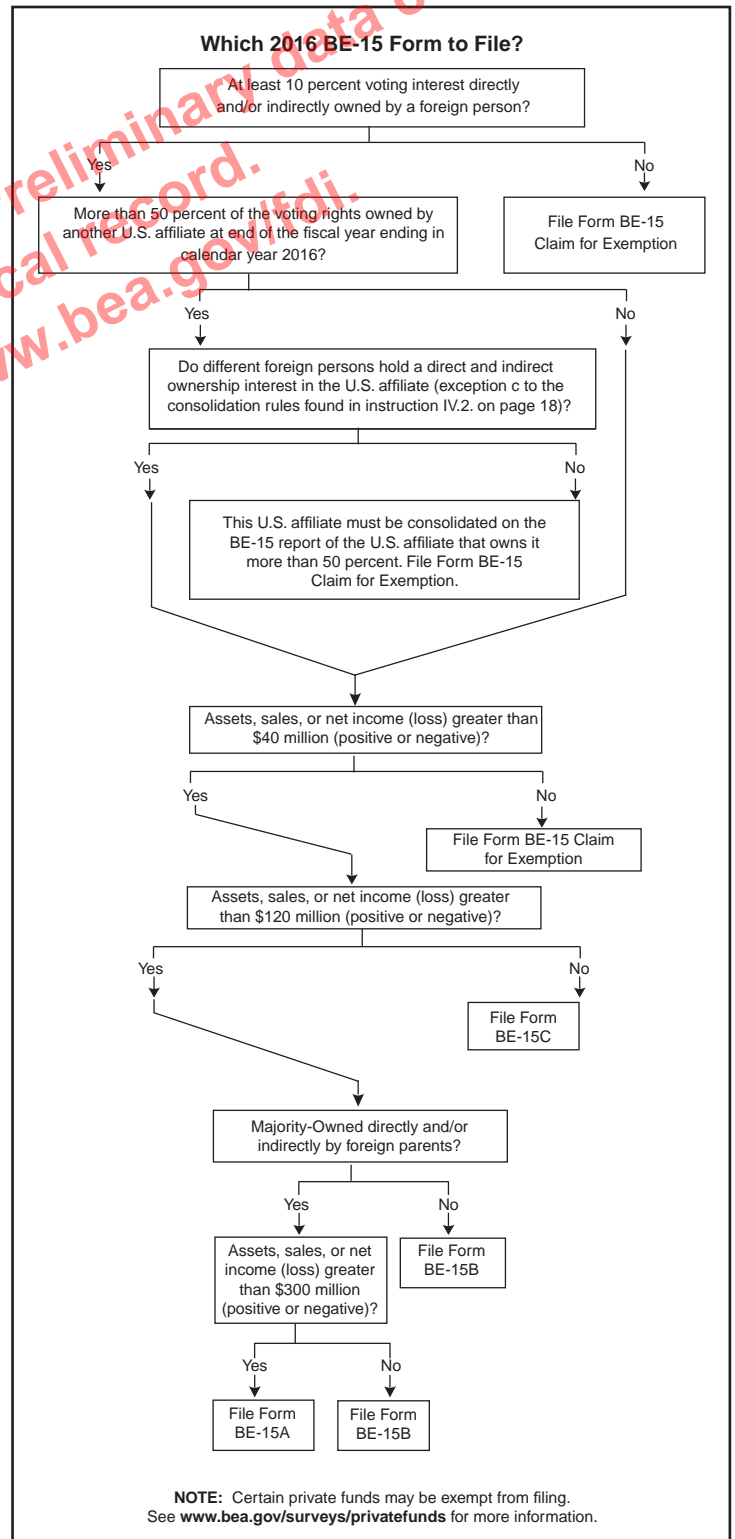 reliminary data c
cal record.
ww.bea.gov/fdi.
Which 2016 BE-15 Form to File?
At least 10 percent voting interest directly
and/or indirectly owned by a foreign person?
Yes
No
More than 50 percent of the voting rights owned by
another U.S. affiliate at end of the fiscal year ending in
calendar year 2016?
File Form BE-15
Claim for Exemption
Yes
No
Do different foreign persons hold a direct and indirect
ownership interest in the U.S. affiliate (exception c to the
consolidation rules found in instruction IV.2. on page 18)?
Yes
No
This U.S. affiliate must be consolidated on the
BE-15 report of the U.S. affiliate that owns it
more than 50 percent. File Form BE-15
Claim for Exemption.
Assets, sales, or net income (loss) greater than
$40 million (positive or negative)?
Yes
No
File Form BE-15 Claim
for Exemption
Assets, sales, or net income (loss) greater
than $120 million (positive or negative)?
Yes
No
File Form
BE-15C
Majority-Owned directly and/or
indirectly by foreign parents?
Yes
No
Assets, sales, or net
income (loss) greater
than $300 million
(positive or negative)?
File Form
BE-15B
Yes
No
File Form
BE-15A
File Form
BE-15B
NOTE: Certain private funds may be exempt from filing.
See www.bea.gov/surveys/privatefunds for more information.